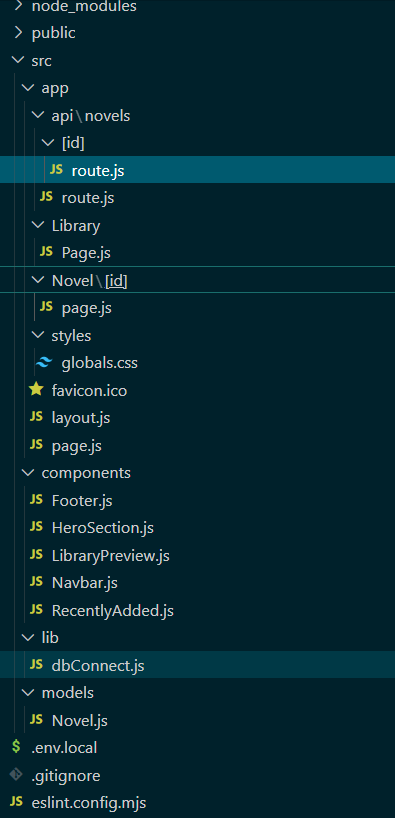 node_modules
public
src
app
api\novels
[id]
JS route.js
JS route.js
Library
JS Page.js
Novel\[id]
JS page.js
styles
globals.css
favicon.ico
JS layout.js
JS page.js
components
JS Footer.js
JS HeroSection.js
JS LibraryPreview.js
JS Navbar.js
JS RecentlyAdded.js
lib
JS dbConnect.js
models
JS Novel.js
$ .env.local
.gitignore
JS eslint.config.mjs